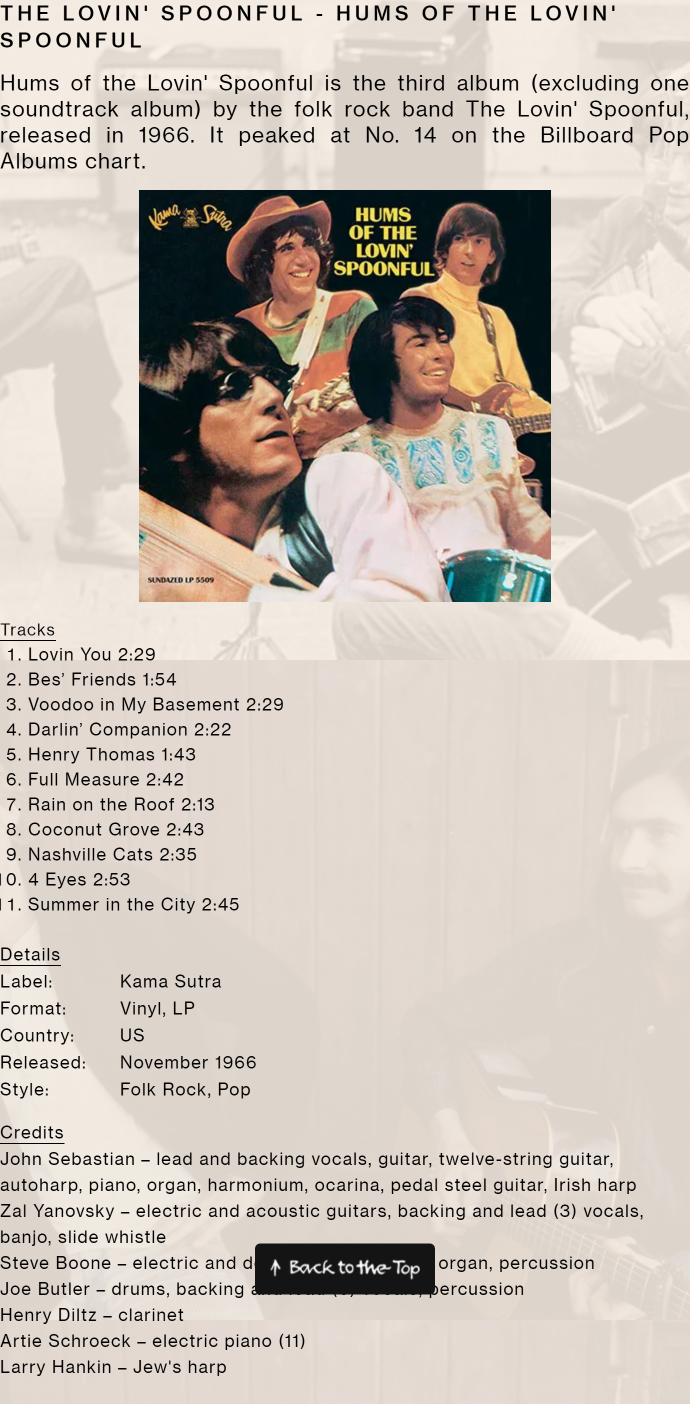 THE LOVIN' SPOONFUL - HUMS OF THE LOVIN'
SPOONFUL
Hums of the Lovin' Spoonful is the third album (excluding one
soundtrack album) by the folk rock band The Lovin' Spoonful,
released in 1966. It peaked at No. 14 on the Billboard Pop
Albums chart.
Kama Sutra
HUMS
OF THE
LOVIN'
SPOONFUL
SUNDAZED LP 5509
Tracks
1. Lovin You 2:29
2. Bes’ Friends 1:54
3. Voodoo in My Basement 2:29
4. Darlin’ Companion 2:22
5. Henry Thomas 1:43
6. Full Measure 2:42
7. Rain on the Roof 2:13
8. Coconut Grove 2:43
9. Nashville Cats 2:35
10. 4 Eyes 2:53
11. Summer in the City 2:45
Details
Label: Kama Sutra
Format: Vinyl, LP
Country: US
Released: November 1966
Style: Folk Rock, Pop
Credits
John Sebastian – lead and backing vocals, guitar, twelve-string guitar,
autoharp, piano, organ, harmonium, ocarina, pedal steel guitar, Irish harp
Zal Yanovsky – electric and acoustic guitars, backing and lead (3) vocals,
banjo, slide whistle
Steve Boone – electric and organ, percussion
↑ Back to the Top
Joe Butler – drums, backing percussion
Henry Diltz – clarinet
Artie Schroeck – electric piano (11)
Larry Hankin – Jew's harp